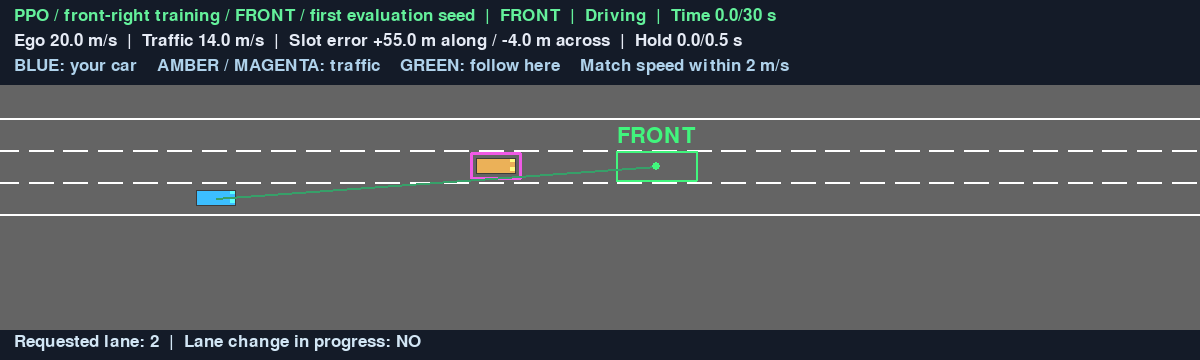 PPO / front-right training / FRONT / first evaluation seed | FRONT | Driving | Time 0.0/30 s
Ego 20.0 m/s | Traffic 14.0 m/s | Slot error +55.0 m along / -4.0 m across | Hold 0.0/0.5 s
BLUE: your car AMBER / MAGENTA: traffic GREEN: follow here Match speed within 2 m/s
FRONT
Requested lane: 2 | Lane change in progress: NO